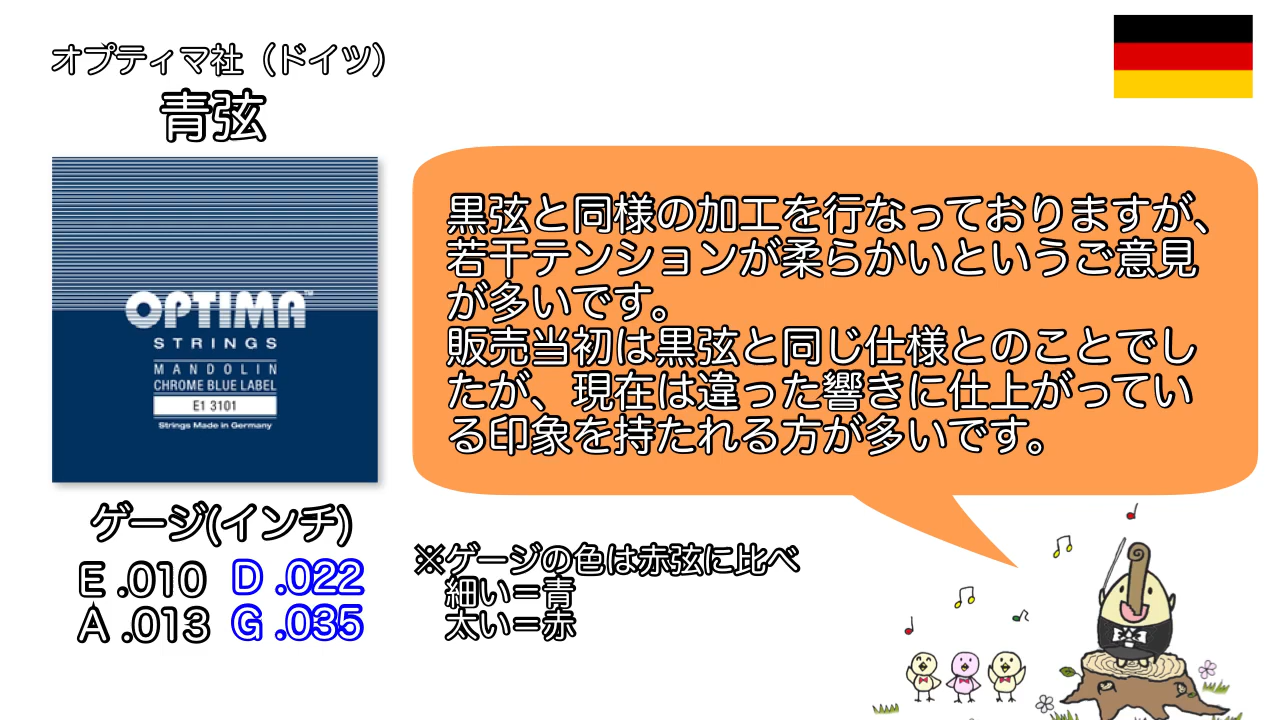 オプティマ社（ドイツ）
青弦
OPTIMA™
STRINGS
MANDOLIN
CHROME BLUE LABEL
E1 3101
Strings Made in Germany
ゲージ(インチ)
E .010 D .022
A .013 G .035
黒弦と同様の加工を行なっておりますが、
若干テンションが柔らかいというご意見
が多いです。
販売当初は黒弦と同じ仕様とのことでし
たが、現在は違った響きに仕上がってい
る印象を持たれる方が多いです。
※ゲージの色は赤弦に比べ
細い＝青
太い＝赤